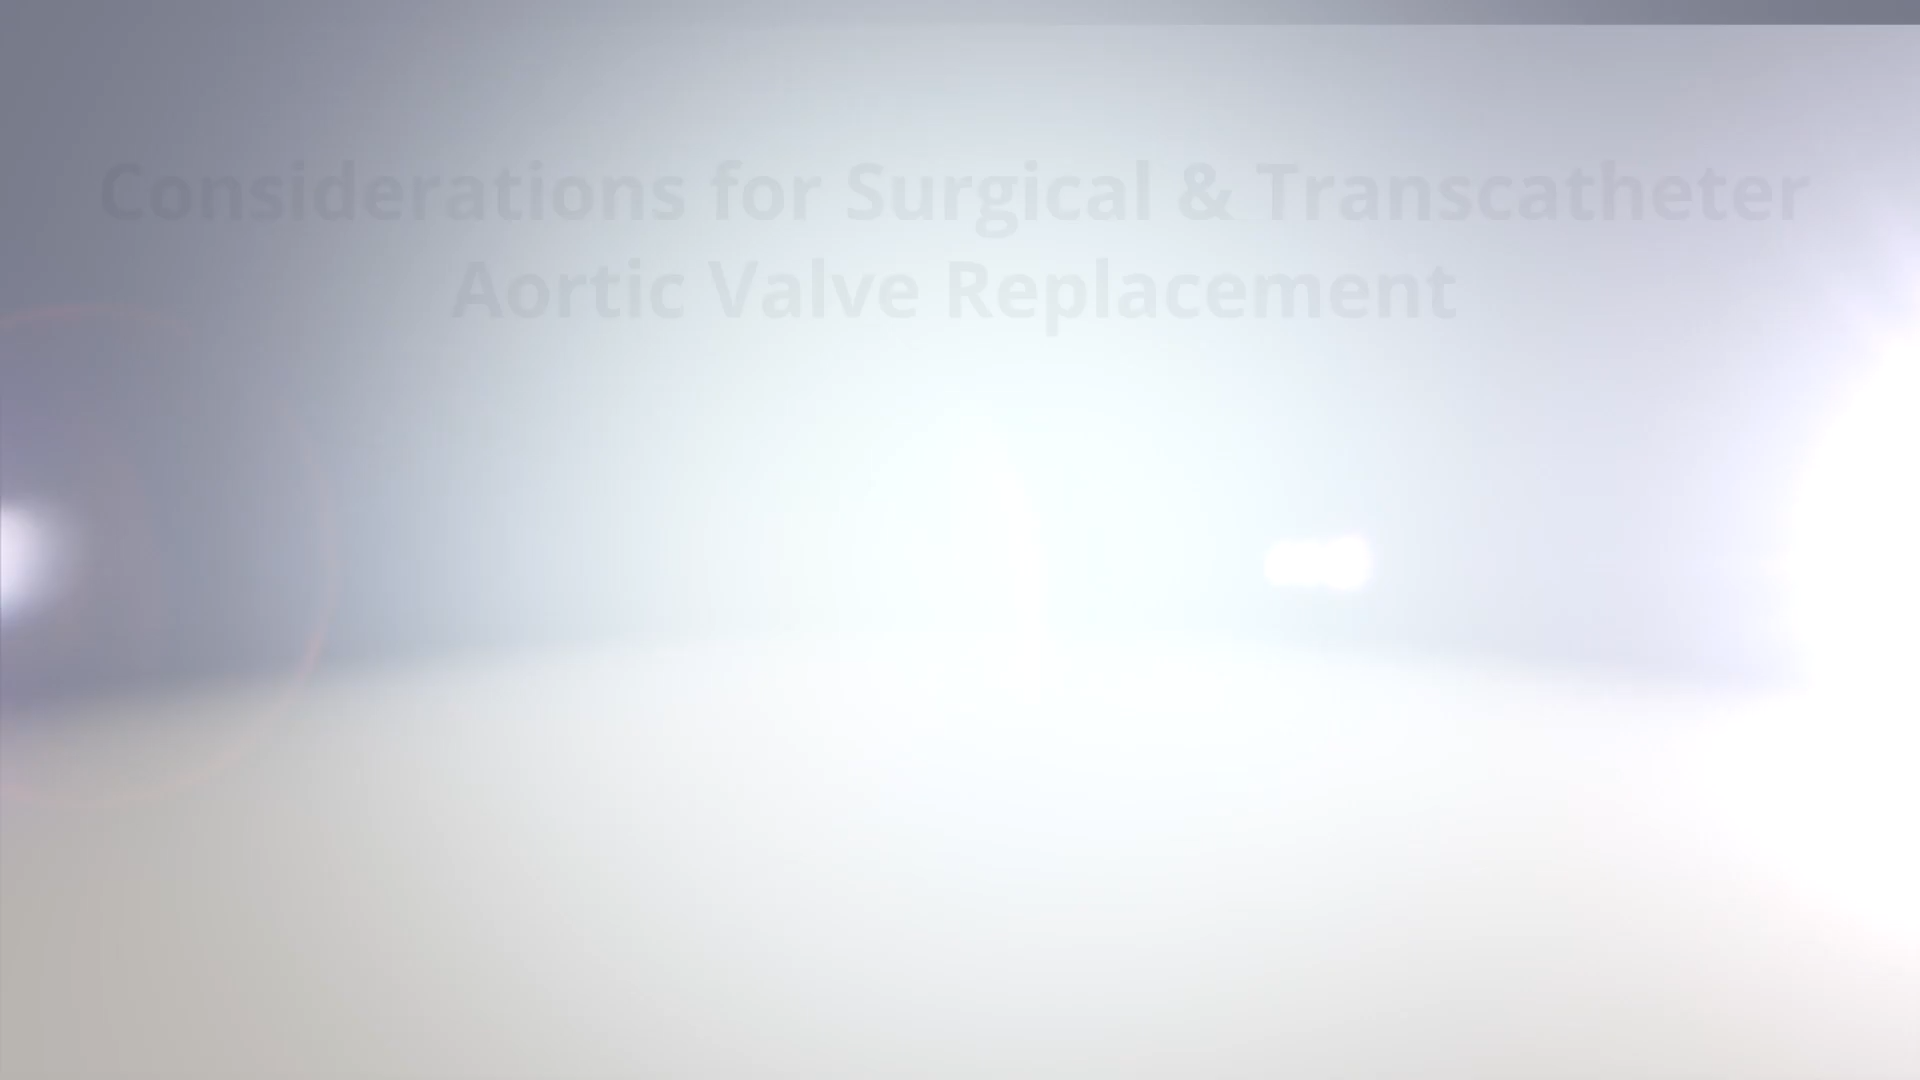 Considerations for Surgical & Transcatheter
Aortic Valve Replacement